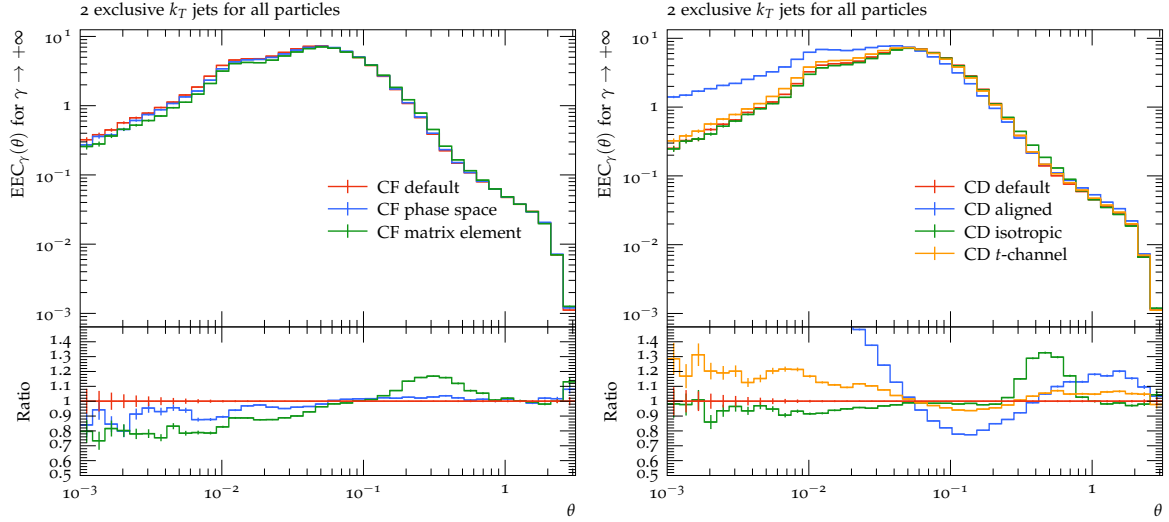 2 exclusive k_T jets for all particles
EEC_γ(θ) for γ → +∞
10^1
1
10^−1
10^−2
10^−3
CF default
CF phase space
CF matrix element
Ratio
1.4
1.3
1.2
1.1
1
0.9
0.8
0.7
0.6
0.5
10^−3
10^−2
10^−1
1
θ
2 exclusive k_T jets for all particles
EEC_γ(θ) for γ → +∞
10^1
1
10^−1
10^−2
10^−3
CD default
CD aligned
CD isotropic
CD t-channel
Ratio
1.4
1.3
1.2
1.1
1
0.9
0.8
0.7
0.6
0.5
10^−3
10^−2
10^−1
1
θ